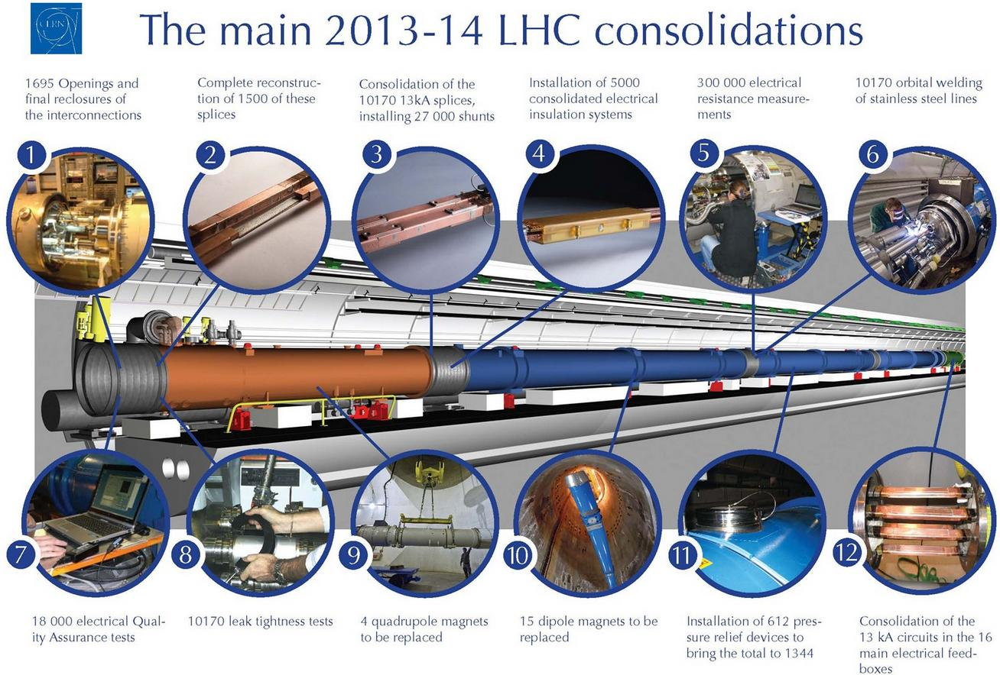 CERN
The main 2013-14 LHC consolidations
1695 Openings and
final reclosures of
the interconnections
Complete reconstruc-
tion of 1500 of these
splices
Consolidation of the
10170 13kA splices,
installing 27 000 shunts
Installation of 5000
consolidated electrical
insulation systems
300 000 electrical
resistance measure-
ments
10170 orbital welding
of stainless steel lines
1
2
3
4
5
6
7
8
9
10
11
12
18 000 electrical Qual-
ity Assurance tests
10170 leak tightness tests
4 quadrupole magnets
to be replaced
15 dipole magnets to be
replaced
Installation of 612 pres-
sure relief devices to
bring the total to 1344
Consolidation of the
13 kA circuits in the 16
main electrical feed-
boxes